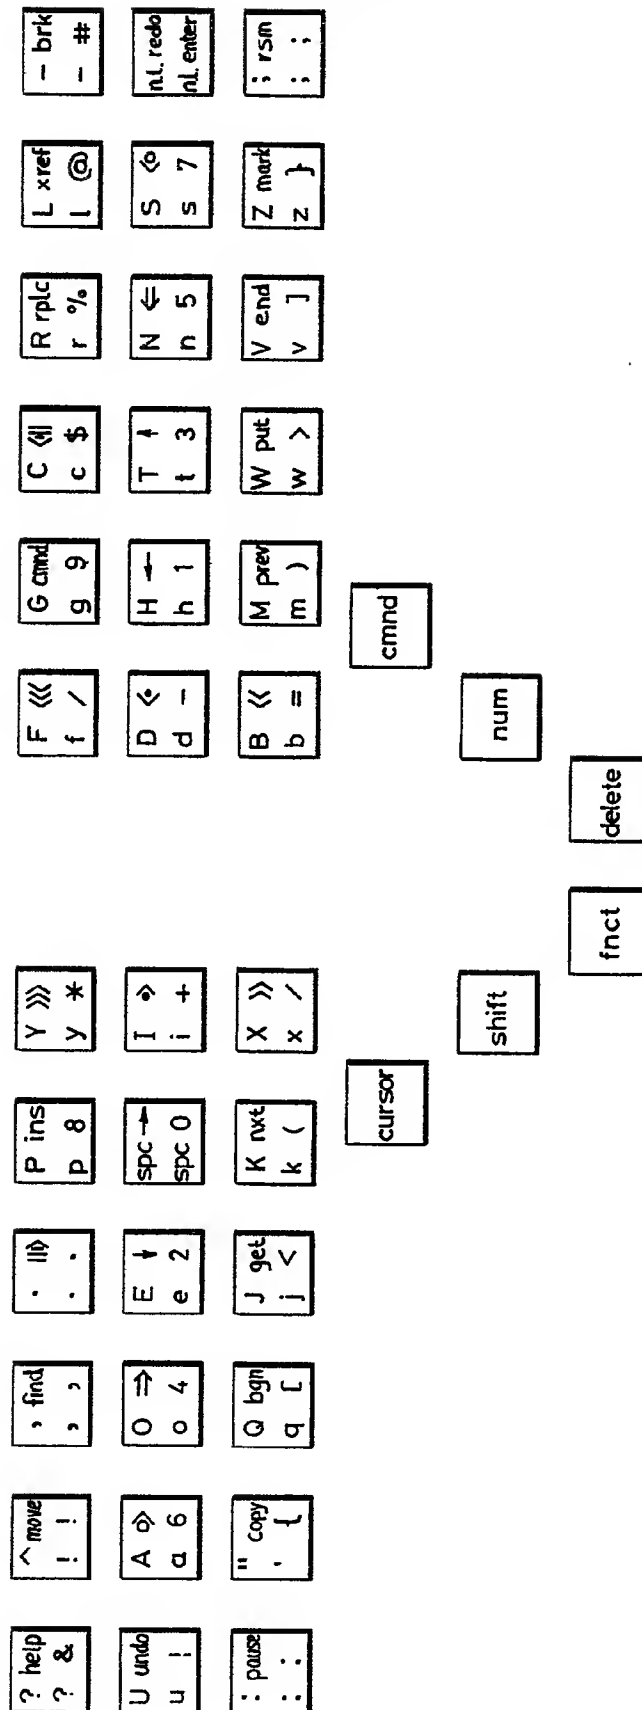 ? help
? &
^ move
! !
, find
, ,
. |||>
. .
P ins
p 8
Y >>>
y *
F <<<
f /
G cmnd
g 9
C <|||
c $
R rplc
r %
L xref
l @
- brk
- #
U undo
u |
A
a 6
O ⇒
o 4
E ↓
e 2
spc →
spc 0
I
i +
D
d -
H ←
h 1
T ↑
t 3
N ⇐
n 5
S
s 7
n.l. redo
n.l. enter
: pause
: :
" copy
' {
Q bgn
q [
J get
j <
K nxt
k (
X >>
x /
B <<
b =
M prev
m )
W put
w >
V end
v ]
Z mark
z }
; rsm
; ;
cursor
cmnd
shift
num
fnct
delete